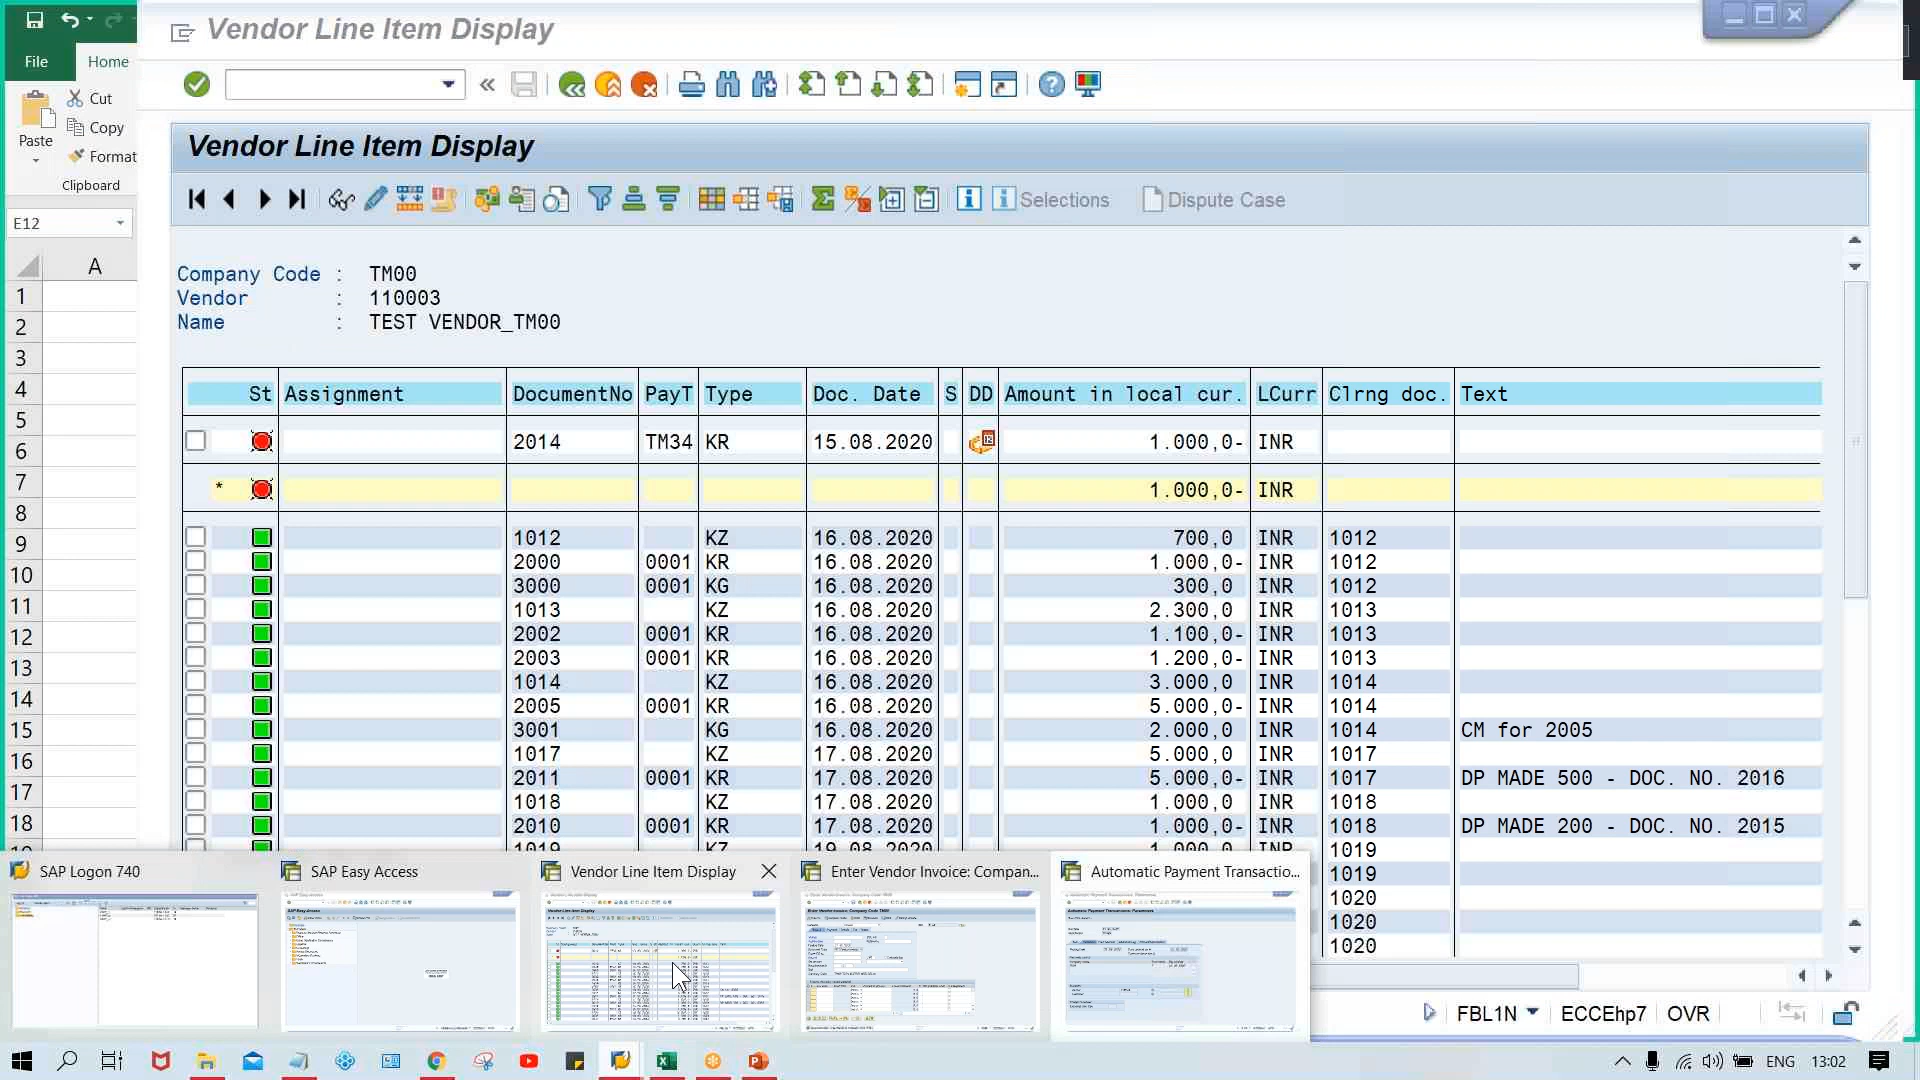 Vendor Line Item Display
File
Home
Cut
Copy
Paste
Format
Clipboard
Vendor Line Item Display
Selections
Dispute Case
E12
A
Company Code : TM00
Vendor : 110003
Name : TEST VENDOR_TM00
St Assignment DocumentNo PayT Type Doc. Date S DD Amount in local cur. LCurr Clrng doc. Text
2014 TM34 KR 15.08.2020 1.000,0- INR
* 1.000,0- INR
1012 KZ 16.08.2020 700,0 INR 1012
2000 0001 KR 16.08.2020 1.000,0- INR 1012
3000 0001 KG 16.08.2020 300,0 INR 1012
1013 KZ 16.08.2020 2.300,0 INR 1013
2002 0001 KR 16.08.2020 1.100,0- INR 1013
2003 0001 KR 16.08.2020 1.200,0- INR 1013
1014 KZ 16.08.2020 3.000,0 INR 1014
2005 0001 KR 16.08.2020 5.000,0- INR 1014
3001 KG 16.08.2020 2.000,0 INR 1014 CM for 2005
1017 KZ 17.08.2020 5.000,0 INR 1017
2011 0001 KR 17.08.2020 5.000,0- INR 1017 DP MADE 500 - DOC. NO. 2016
1018 KZ 17.08.2020 1.000,0 INR 1018
2010 0001 KR 17.08.2020 1.000,0- INR 1018 DP MADE 200 - DOC. NO. 2015
1019 KZ 19.08.2020 1.000,0 INR 1019
1019
1020
1020
1020
1
2
3
4
5
6
7
8
9
10
11
12
13
14
15
16
17
18
SAP Logon 740
SAP Easy Access
Vendor Line Item Display
Enter Vendor Invoice: Compan...
Automatic Payment Transactio...
FBL1N
ECCEhp7
OVR
ENG
13:02